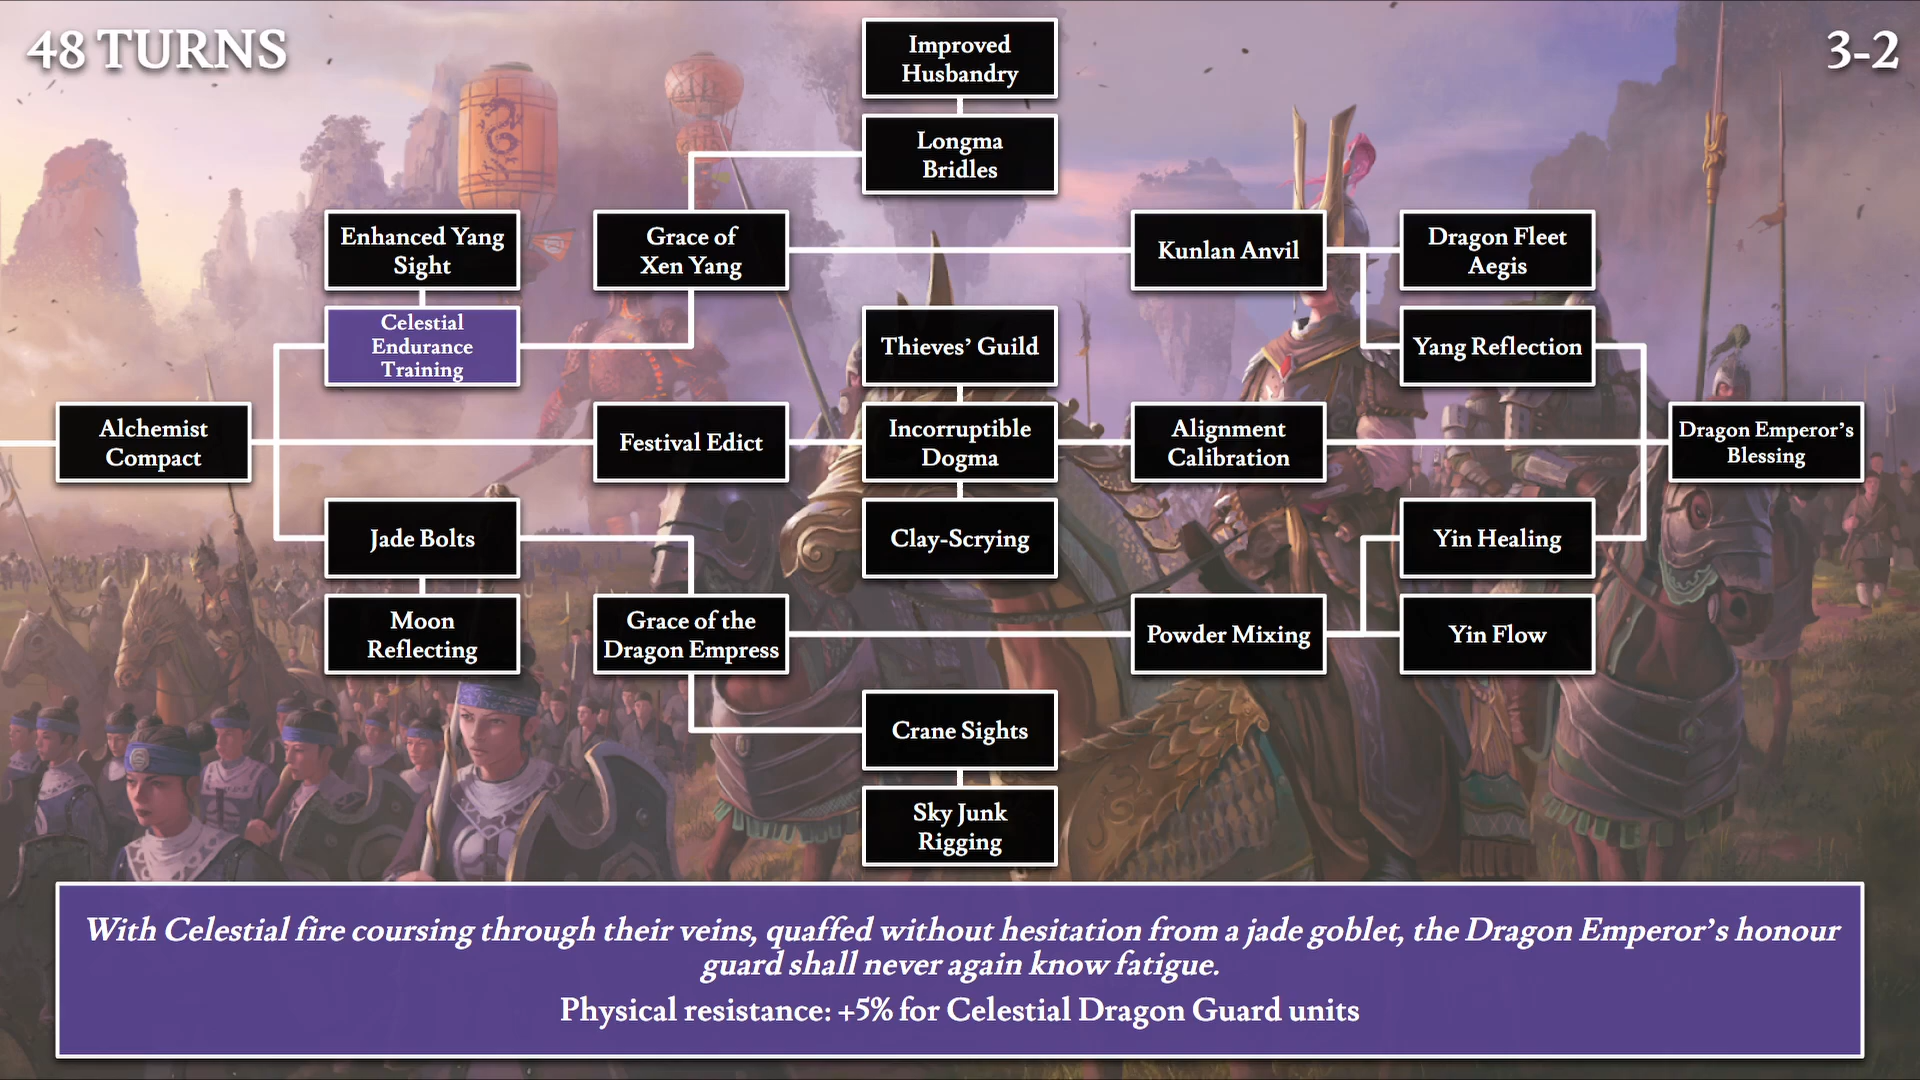 48 TURNS
3-2
Improved
Husbandry
Longma
Bridles
Enhanced Yang
Sight
Grace of
Xen Yang
Kunlan Anvil
Dragon Fleet
Aegis
Celestial
Endurance
Training
Thieves’ Guild
Yang Reflection
Alchemist
Compact
Festival Edict
Incorruptible
Dogma
Alignment
Calibration
Dragon Emperor’s
Blessing
Jade Bolts
Clay-Scrying
Yin Healing
Moon
Reflecting
Grace of the
Dragon Empress
Powder Mixing
Yin Flow
Crane Sights
Sky Junk
Rigging
With Celestial fire coursing through their veins, quaffed without hesitation from a jade goblet, the Dragon Emperor’s honour
guard shall never again know fatigue.
Physical resistance: +5% for Celestial Dragon Guard units